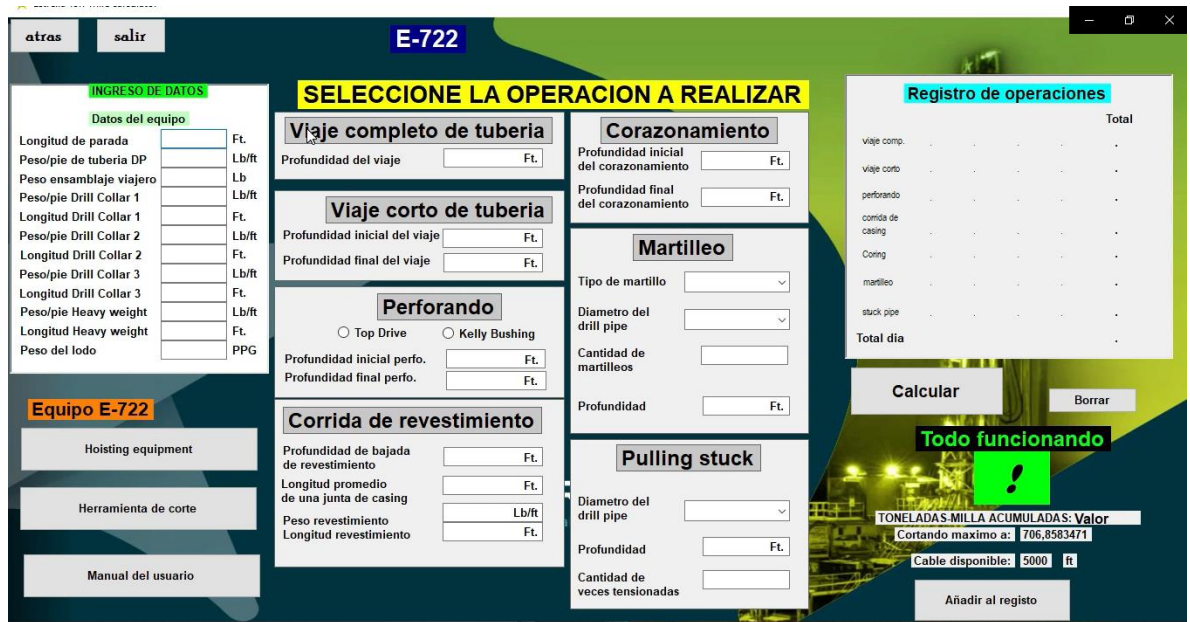 atras
salir
E-722
INGRESO DE DATOS
Datos del equipo
Longitud de parada Ft.
Peso/pie de tuberia DP Lb/ft
Peso ensamblaje viajero Lb
Peso/pie Drill Collar 1 Lb/ft
Longitud Drill Collar 1 Ft.
Peso/pie Drill Collar 2 Lb/ft
Longitud Drill Collar 2 Ft.
Peso/pie Drill Collar 3 Lb/ft
Longitud Drill Collar 3 Ft.
Peso/pie Heavy weight Lb/ft
Longitud Heavy weight Ft.
Peso del lodo PPG
Equipo E-722
Hoisting equipment
Herramienta de corte
Manual del usuario
SELECCIONE LA OPERACION A REALIZAR
Viaje completo de tuberia
Profundidad del viaje Ft.
Viaje corto de tuberia
Profundidad inicial del viaje Ft.
Profundidad final del viaje Ft.
Perforando
Top Drive Kelly Bushing
Profundidad inicial perfo. Ft.
Profundidad final perfo. Ft.
Corrida de revestimiento
Profundidad de bajada
de revestimiento Ft.
Longitud promedio
de una junta de casing Ft.
Peso revestimiento Lb/ft
Longitud revestimiento Ft.
Corazonamiento
Profundidad inicial
del corazonamiento Ft.
Profundidad final
del corazonamiento Ft.
Martilleo
Tipo de martillo
Diametro del
drill pipe
Cantidad de
martilleos
Profundidad Ft.
Pulling stuck
Diametro del
drill pipe
Profundidad Ft.
Cantidad de
veces tensionadas
Registro de operaciones
Total
viaje comp. . . . .
viaje corto . . . .
perforando . . . .
corrida de
casing . . . .
Coring . . . .
martilleo . . . .
stuck pipe . . . .
Total dia .
Calcular
Borrar
Todo funcionando
!
TONELADAS-MILLA ACUMULADAS: Valor
Cortando maximo a: 706,8583471
Cable disponible: 5000 ft
Añadir al registo